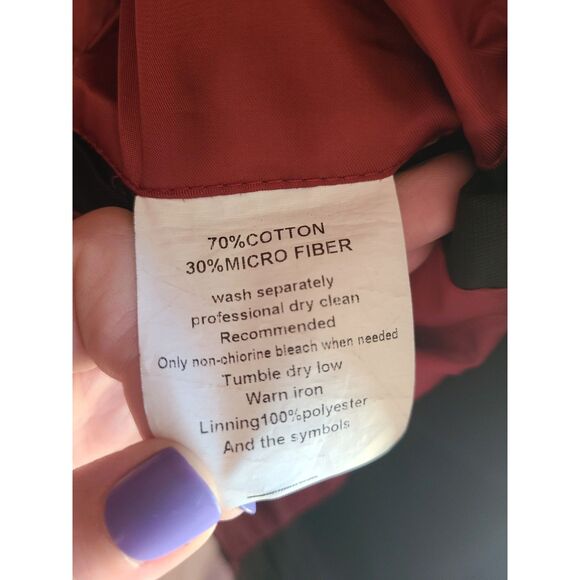 70%COTTON
30%MICRO FIBER
wash separately
professional dry clean
Recommended
Only non-chlorine bleach when needed
Tumble dry low
Warn iron
Linning100%polyester
And the symbols